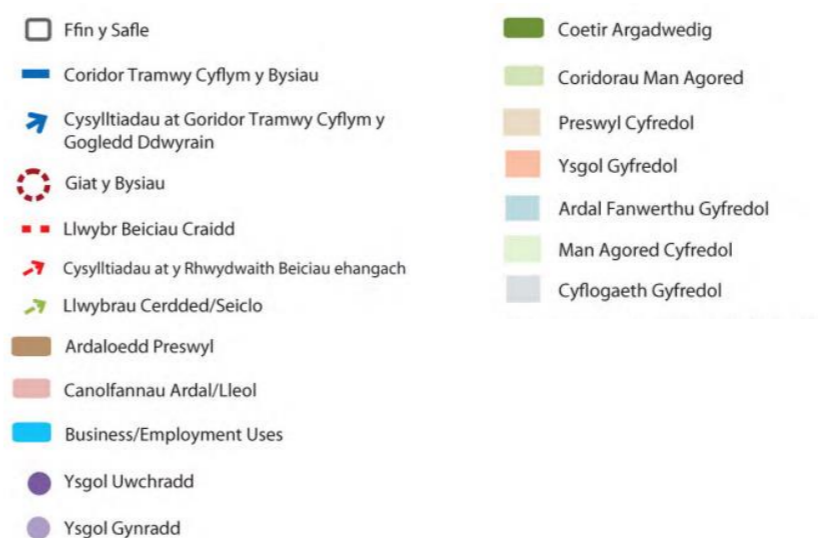 Ffin y Safle
Coridor Tramwy Cyflym y Bysiau
Cysylltiadau at Goridor Tramwy Cyflym y
Gogledd Ddwyrain
Giat y Bysiau
Llwybr Beiciau Craidd
Cysylltiadau at y Rhwydwaith Beiciau ehangach
Llwybrau Cerdded/Seiclo
Ardaloedd Preswyl
Canolfannau Ardal/Lleol
Business/Employment Uses
Ysgol Uwchradd
Ysgol Gynradd
Coetir Argadwedig
Coridorau Man Agored
Preswyl Cyfredol
Ysgol Gyfredol
Ardal Fanwerthu Gyfredol
Man Agored Cyfredol
Cyflogaeth Gyfredol